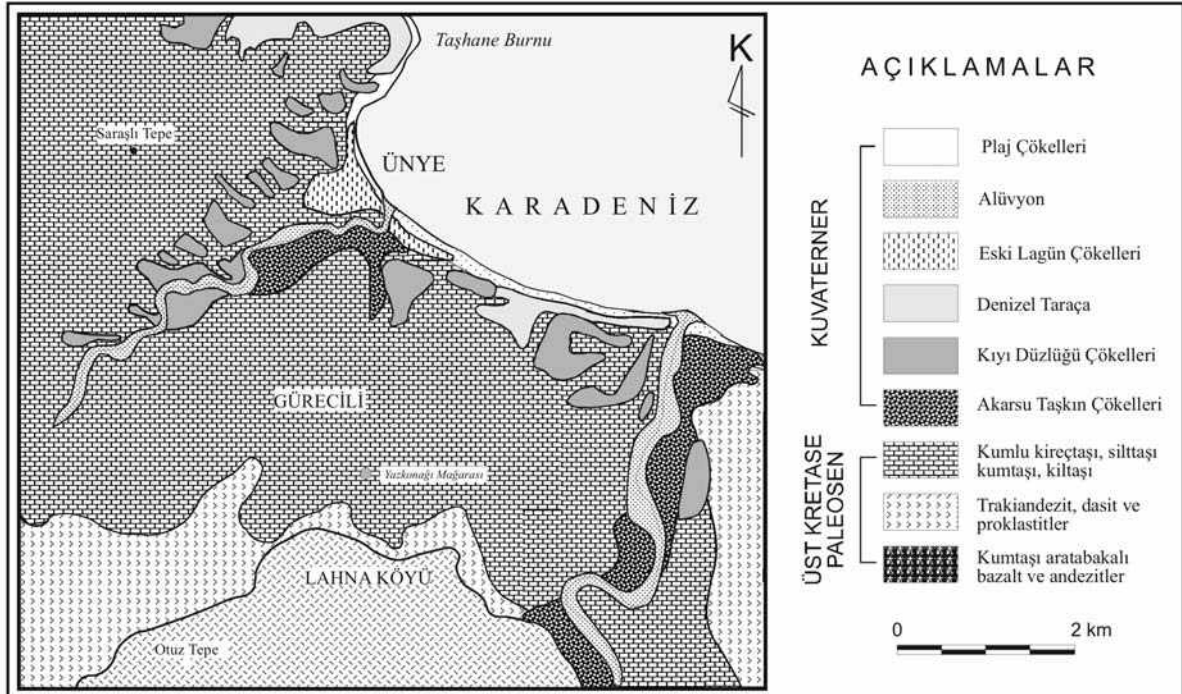 Taşhane Burnu
K
Saraşlı Tepe
ÜNYE
KARADENİZ
GÜRECİLİ
Yazkonağı Mağarası
LAHNA KÖYÜ
Otuz Tepe
AÇIKLAMALAR
KUVATERNER
Plaj Çökelleri
Alüvyon
Eski Lagün Çökelleri
Denizel Taraça
Kıyı Düzlüğü Çökelleri
Akarsu Taşkın Çökelleri
ÜST KRETASE
PALEOSEN
Kumlu kireçtaşı, silttaşı
kumtaşı, kiltaşı
Trakiandezit, dasit ve
proklastitler
Kumtaşı aratabakalı
bazalt ve andezitler
0 2 km